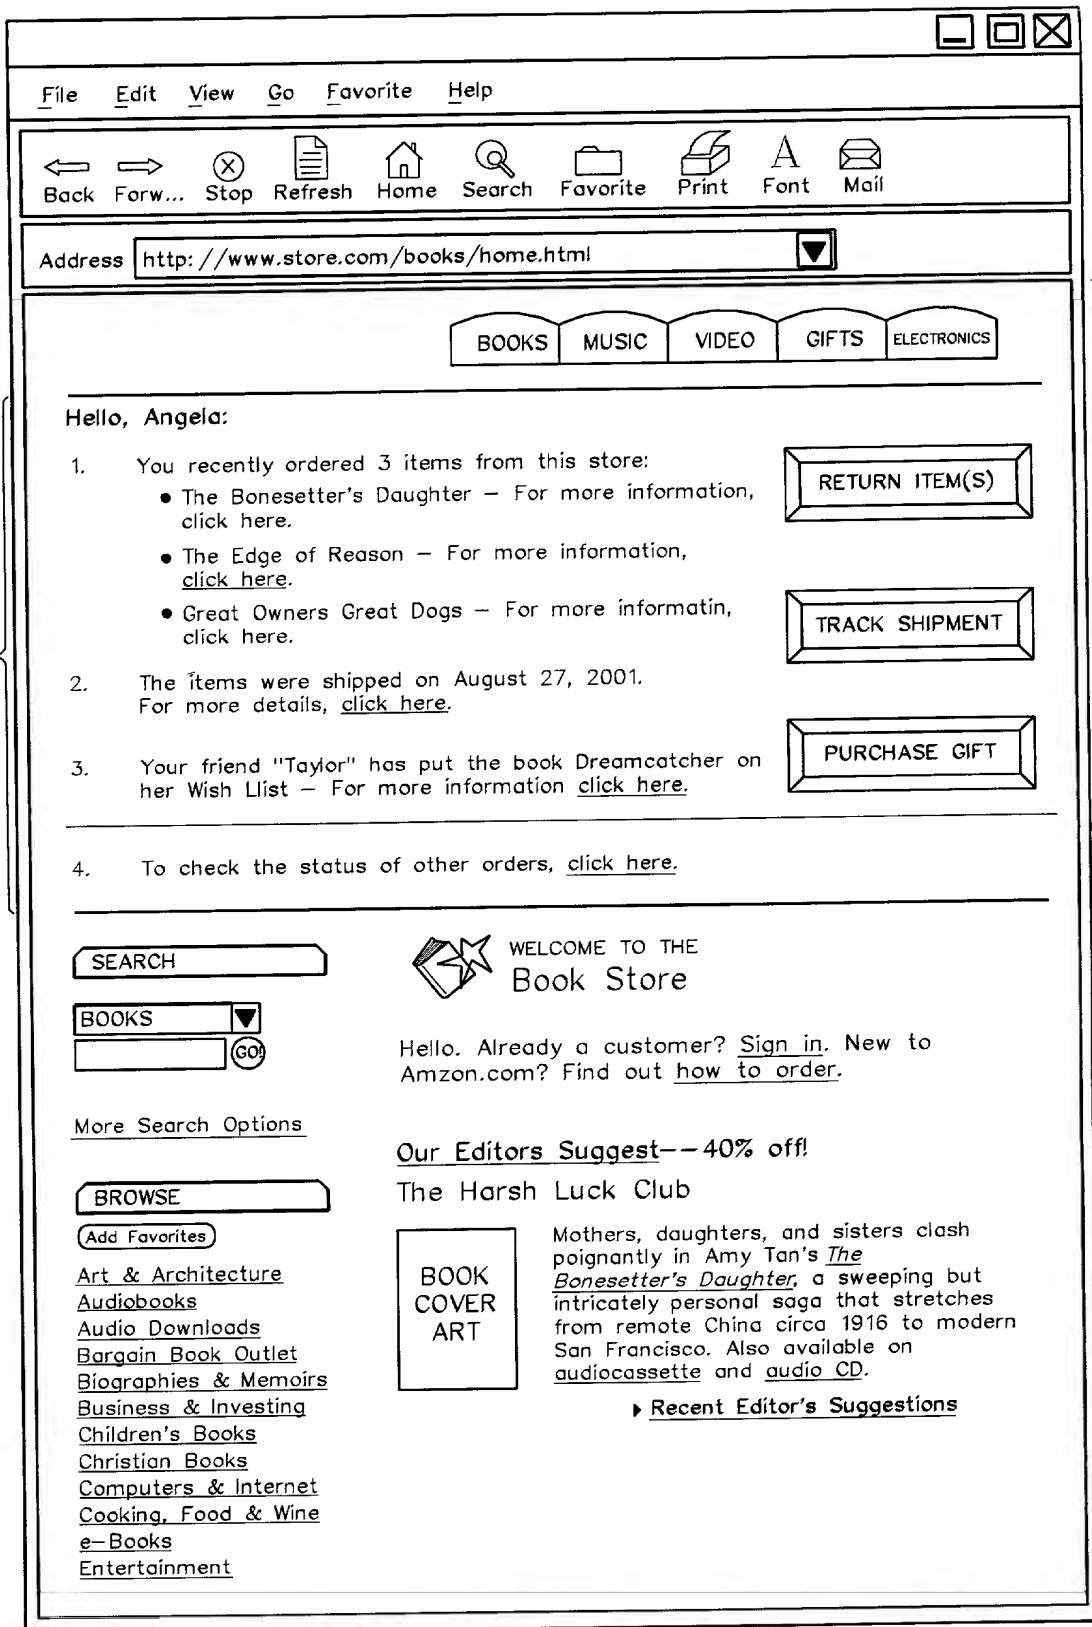 File Edit View Go Favorite Help
Back Forw... Stop Refresh Home Search Favorite Print Font Mail
Address http://www.store.com/books/home.html
BOOKS MUSIC VIDEO GIFTS ELECTRONICS
Hello, Angela:
1. You recently ordered 3 items from this store:
• The Bonesetter's Daughter – For more information,
click here.
• The Edge of Reason – For more information,
click here.
• Great Owners Great Dogs – For more informatin,
click here.
RETURN ITEM(S)
TRACK SHIPMENT
2. The items were shipped on August 27, 2001.
For more details, click here.
3. Your friend "Taylor" has put the book Dreamcatcher on
her Wish Llist – For more information click here.
PURCHASE GIFT
4. To check the status of other orders, click here.
SEARCH
BOOKS
GO!
More Search Options
BROWSE
Add Favorites
Art & Architecture
Audiobooks
Audio Downloads
Bargain Book Outlet
Biographies & Memoirs
Business & Investing
Children's Books
Christian Books
Computers & Internet
Cooking, Food & Wine
e–Books
Entertainment
WELCOME TO THE
Book Store
Hello. Already a customer? Sign in. New to
Amzon.com? Find out how to order.
Our Editors Suggest––40% off!
The Harsh Luck Club
BOOK
COVER
ART
Mothers, daughters, and sisters clash
poignantly in Amy Tan's The
Bonesetter's Daughter, a sweeping but
intricately personal saga that stretches
from remote China circa 1916 to modern
San Francisco. Also available on
audiocassette and audio CD.
Recent Editor's Suggestions